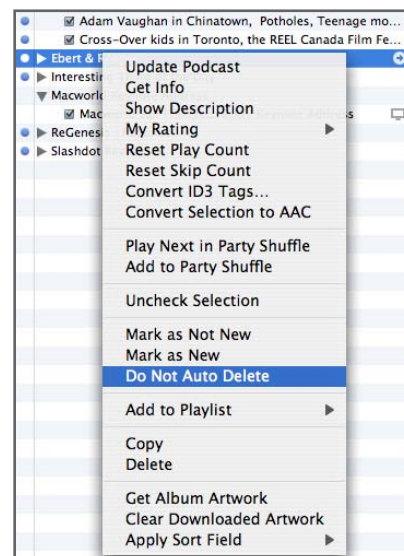 Adam Vaughan in Chinatown, Potholes, Teenage mo...
Cross-Over kids in Toronto, the REEL Canada Film Fe...
Ebert & R
Update Podcast
Interesting
Get Info
Macworld
Show Description
Address
My Rating
ReGenesis
Reset Play Count
Slashdot
Reset Skip Count
Convert ID3 Tags...
Convert Selection to AAC
Play Next in Party Shuffle
Add to Party Shuffle
Uncheck Selection
Mark as Not New
Mark as New
Do Not Auto Delete
Add to Playlist
Copy
Delete
Get Album Artwork
Clear Downloaded Artwork
Apply Sort Field